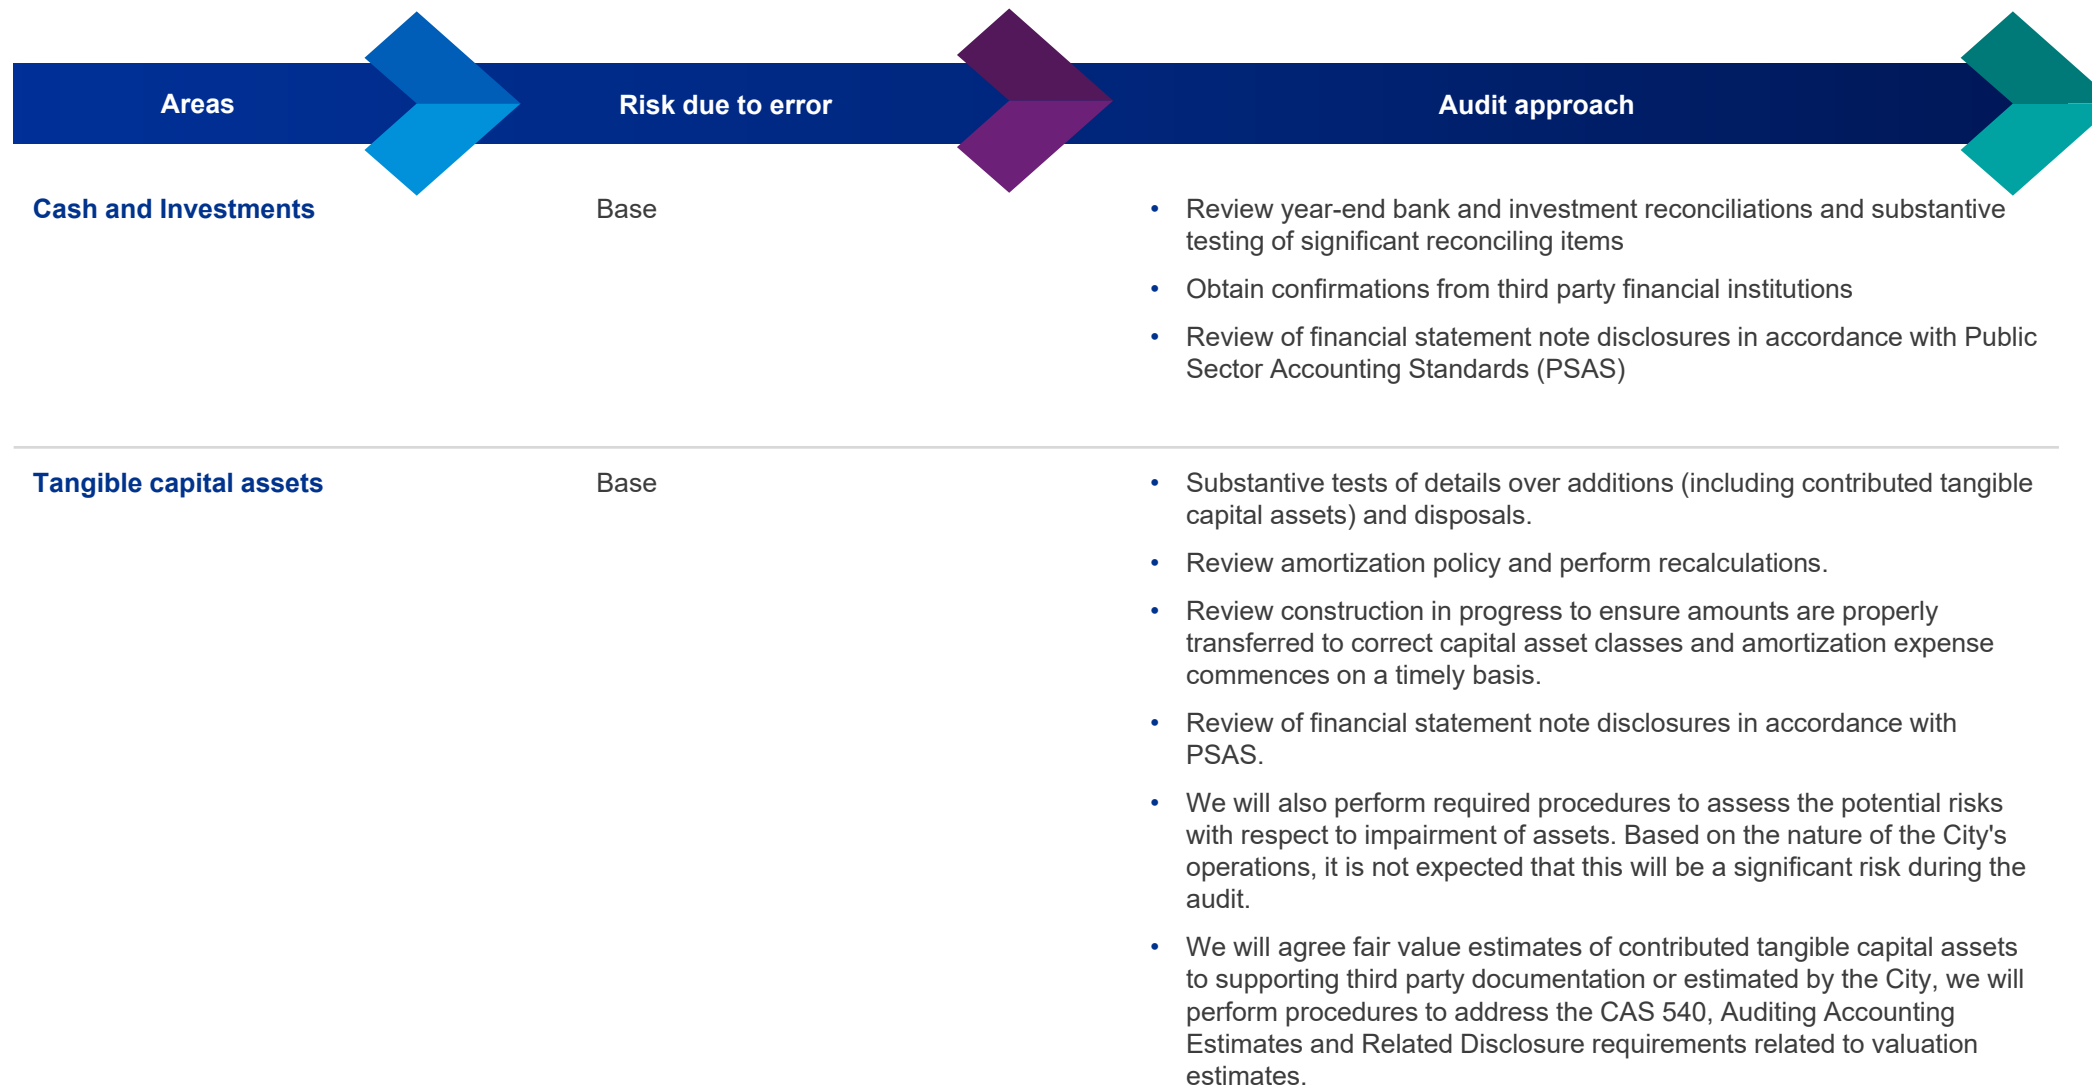 Areas
Risk due to error
Audit approach
Cash and Investments
Base
• Review year-end bank and investment reconciliations and substantive
testing of significant reconciling items
• Obtain confirmations from third party financial institutions
• Review of financial statement note disclosures in accordance with Public
Sector Accounting Standards (PSAS)
Tangible capital assets
Base
• Substantive tests of details over additions (including contributed tangible
capital assets) and disposals.
• Review amortization policy and perform recalculations.
• Review construction in progress to ensure amounts are properly
transferred to correct capital asset classes and amortization expense
commences on a timely basis.
• Review of financial statement note disclosures in accordance with
PSAS.
• We will also perform required procedures to assess the potential risks
with respect to impairment of assets. Based on the nature of the City's
operations, it is not expected that this will be a significant risk during the
audit.
• We will agree fair value estimates of contributed tangible capital assets
to supporting third party documentation or estimated by the City, we will
perform procedures to address the CAS 540, Auditing Accounting
Estimates and Related Disclosure requirements related to valuation
estimates.